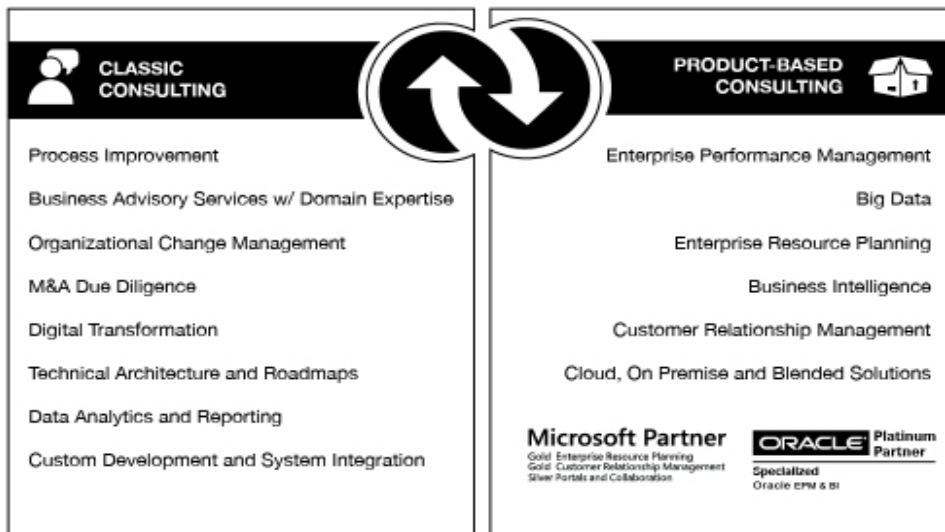 CLASSIC
CONSULTING
Process Improvement
Business Advisory Services w/ Domain Expertise
Organizational Change Management
M&A Due Diligence
Digital Transformation
Technical Architecture and Roadmaps
Data Analytics and Reporting
Custom Development and System Integration
PRODUCT-BASED
CONSULTING
Enterprise Performance Management
Big Data
Enterprise Resource Planning
Business Intelligence
Customer Relationship Management
Cloud, On Premise and Blended Solutions
Microsoft Partner
Gold Enterprise Resource Planning
Gold Customer Relationship Management
Silver Portals and Collaboration
ORACLE Platinum
Partner
Specialized
Oracle EPM & BI